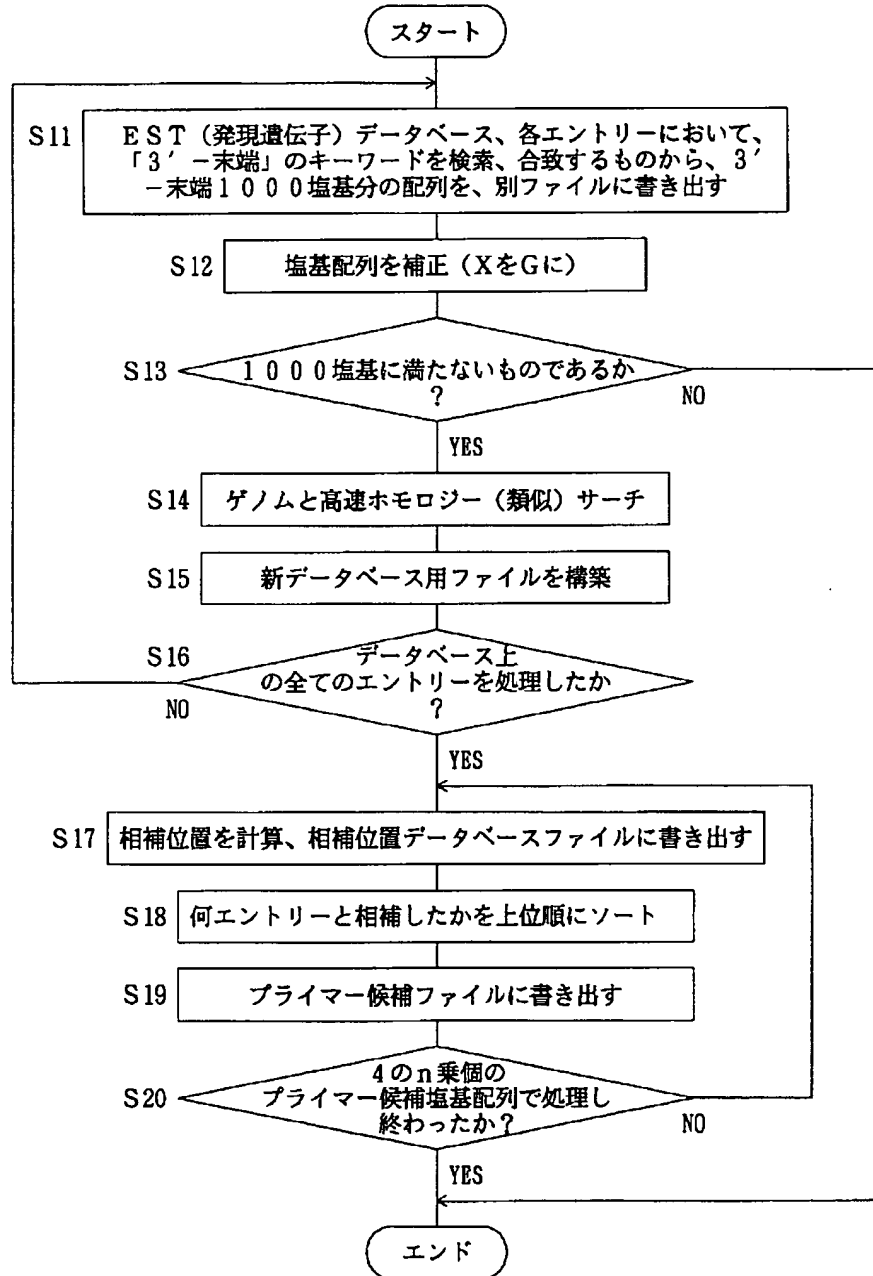 スタート
S11
EST（発現遺伝子）データベース、各エントリーにおいて、
「3′－末端」のキーワードを検索、合致するものから、3′
－末端1000塩基分の配列を、別ファイルに書き出す
S12
塩基配列を補正（XをGに）
S13
1000塩基に満たないものであるか
？
NO
YES
S14
ゲノムと高速ホモロジー（類似）サーチ
S15
新データベース用ファイルを構築
S16
データベース上
の全てのエントリーを処理したか
？
NO
YES
S17
相補位置を計算、相補位置データベースファイルに書き出す
S18
何エントリーと相補したかを上位順にソート
S19
プライマー候補ファイルに書き出す
S20
4のn乗個の
プライマー候補塩基配列で処理し
終わったか？
NO
YES
エンド